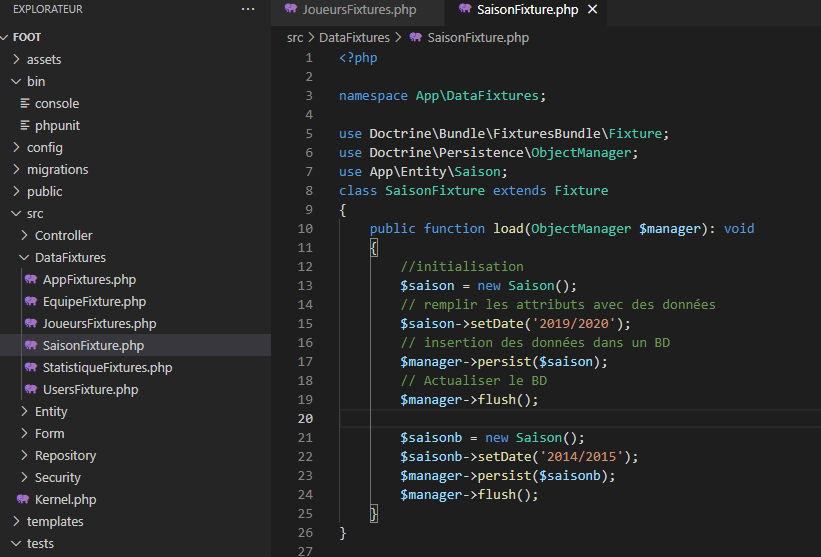 EXPLORATEUR ...
FOOT
assets
bin
console
phpunit
config
migrations
public
src
Controller
DataFixtures
AppFixtures.php
EquipeFixture.php
JoueursFixtures.php
SaisonFixture.php
StatistiqueFixtures.php
UsersFixture.php
Entity
Form
Repository
Security
Kernel.php
templates
tests
JoueursFixtures.php SaisonFixture.php
src > DataFixtures > SaisonFixture.php
1 <?php
2
3 namespace App\DataFixtures;
4
5 use Doctrine\Bundle\FixturesBundle\Fixture;
6 use Doctrine\Persistence\ObjectManager;
7 use App\Entity\Saison;
8 class SaisonFixture extends Fixture
9 {
10 public function load(ObjectManager $manager): void
11 {
12 //initialisation
13 $saison = new Saison();
14 // remplir les attributs avec des données
15 $saison->setDate('2019/2020');
16 // insertion des données dans un BD
17 $manager->persist($saison);
18 // Actualiser le BD
19 $manager->flush();
20
21 $saisonb = new Saison();
22 $saisonb->setDate('2014/2015');
23 $manager->persist($saisonb);
24 $manager->flush();
25 }
26 }
27